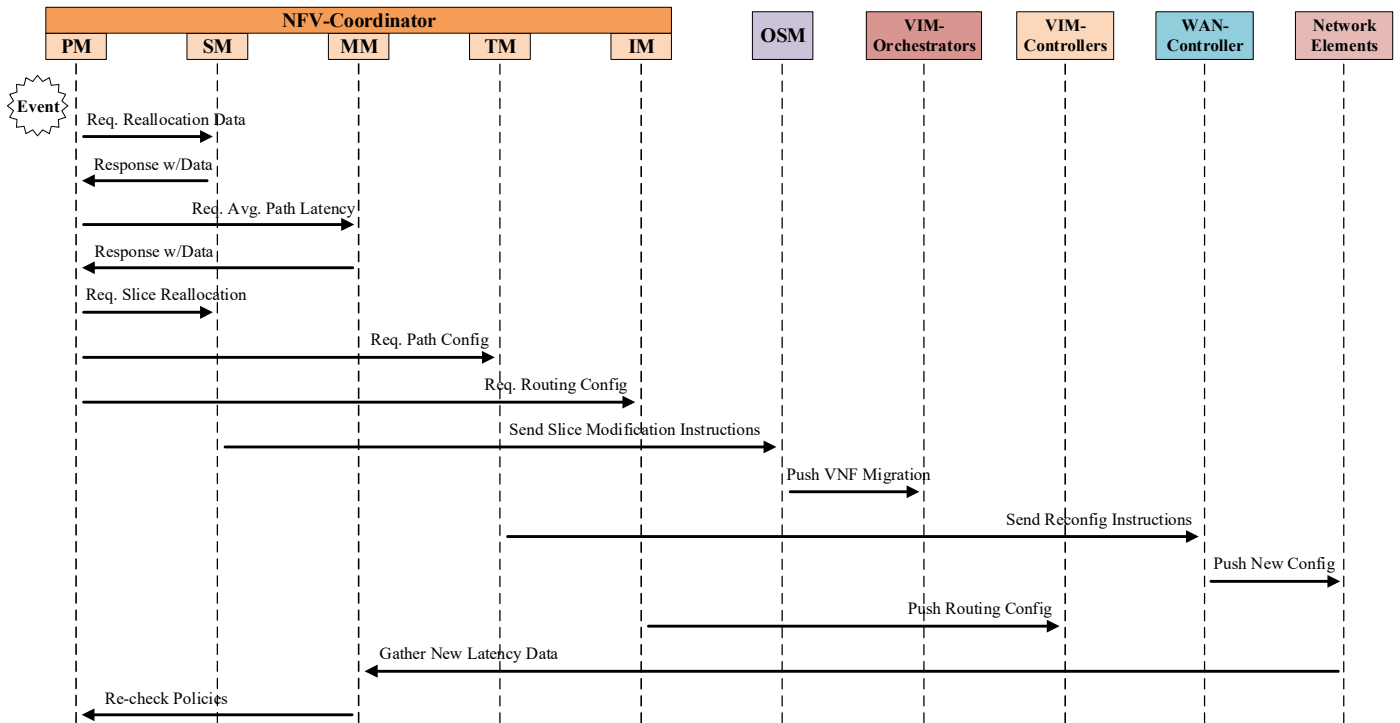 NFV-Coordinator
PM
SM
MM
TM
IM
OSM
VIM-
Orchestrators
VIM-
Controllers
WAN-
Controller
Network
Elements
Event
Req. Reallocation Data
Response w/Data
Req. Avg. Path Latency
Response w/Data
Req. Slice Reallocation
Req. Path Config
Req. Routing Config
Send Slice Modification Instructions
Push VNF Migration
Send Reconfig Instructions
Push New Config
Push Routing Config
Gather New Latency Data
Re-check Policies